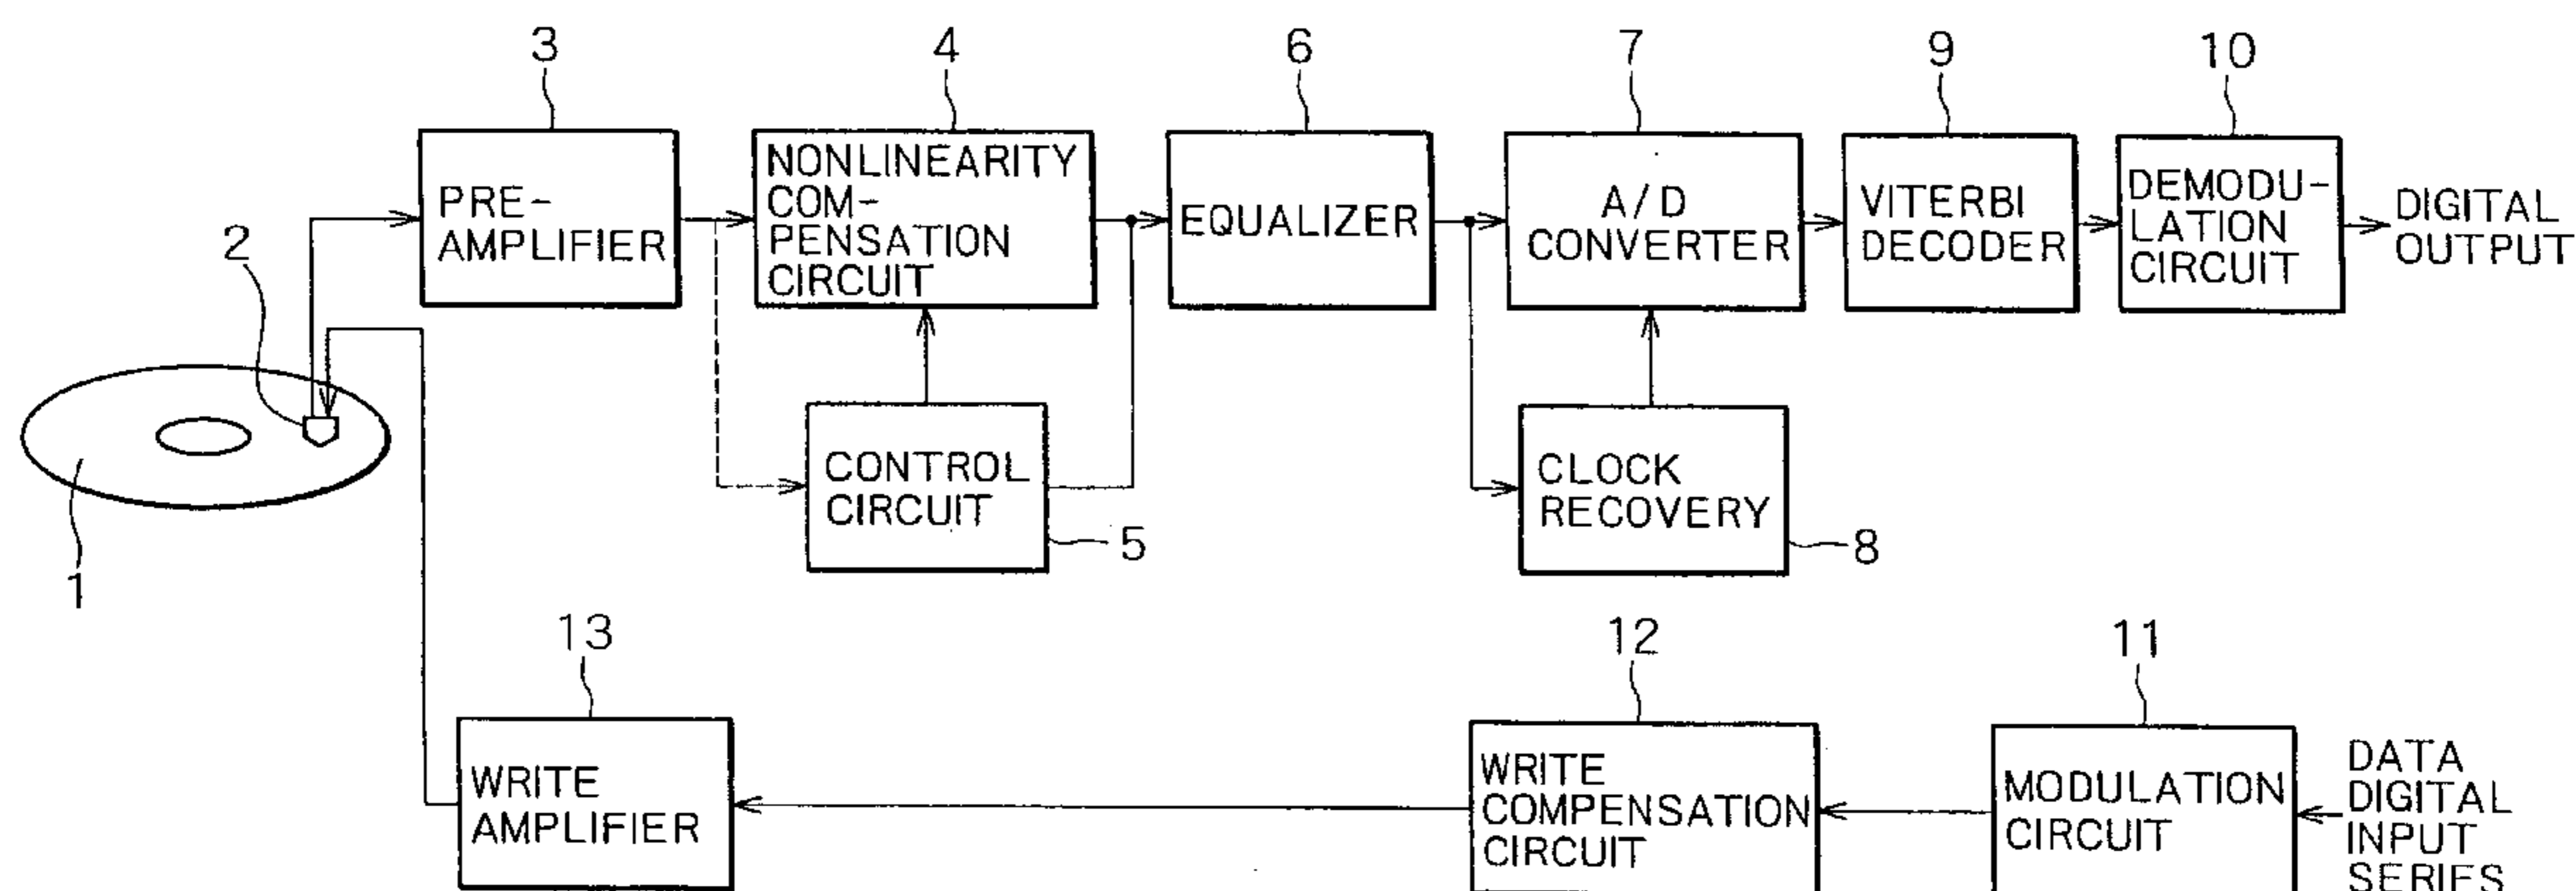 3
4
6
7
9
10
PRE-
AMPLIFIER
NONLINEARITY
COM-
PENSATION
CIRCUIT
EQUALIZER
A/D
CONVERTER
VITERBI
DECODER
DEMODU-
LATION
CIRCUIT
DIGITAL
OUTPUT
2
CONTROL
CIRCUIT
5
CLOCK
RECOVERY
8
1
13
12
11
WRITE
AMPLIFIER
WRITE
COMPENSATION
CIRCUIT
MODULATION
CIRCUIT
DATA
DIGITAL
INPUT
SERIES